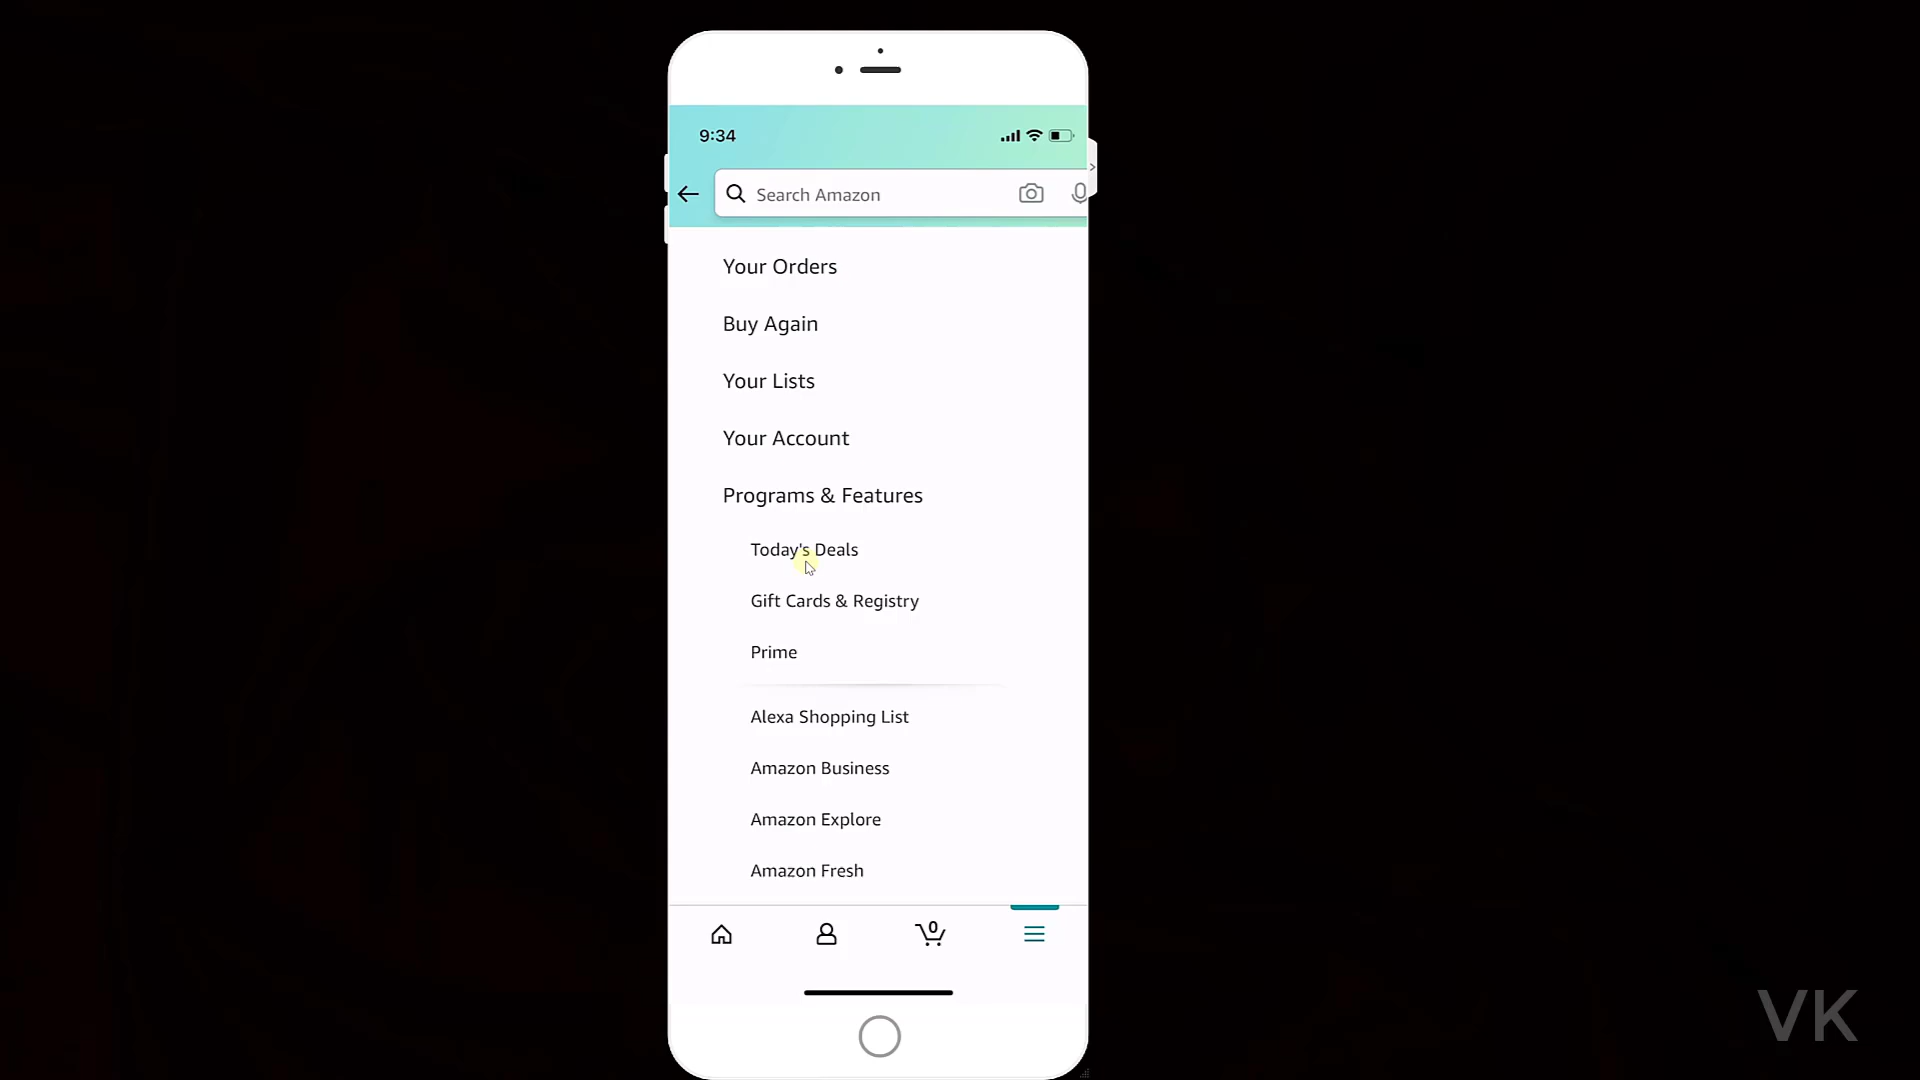 9:34
Search Amazon
Your Orders
Buy Again
Your Lists
Your Account
Programs & Features
Today's Deals
Gift Cards & Registry
Prime
Alexa Shopping List
Amazon Business
Amazon Explore
Amazon Fresh
0
VK